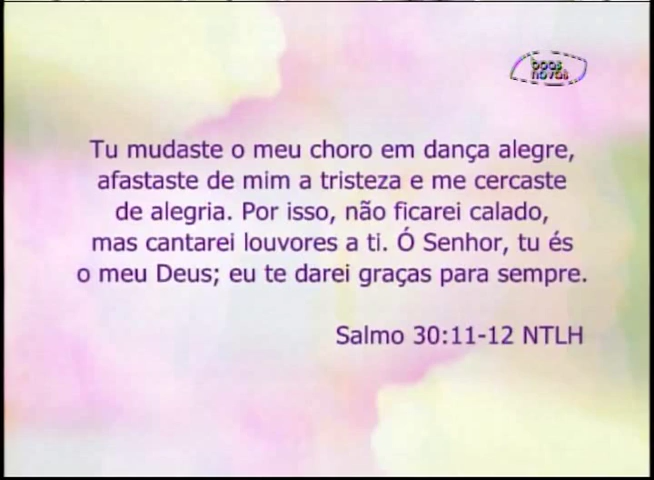 boas
novas
Tu mudaste o meu choro em dança alegre,
afastaste de mim a tristeza e me cercaste
de alegria. Por isso, não ficarei calado,
mas cantarei louvores a ti. Ó Senhor, tu és
o meu Deus; eu te darei graças para sempre.
Salmo 30:11-12 NTLH